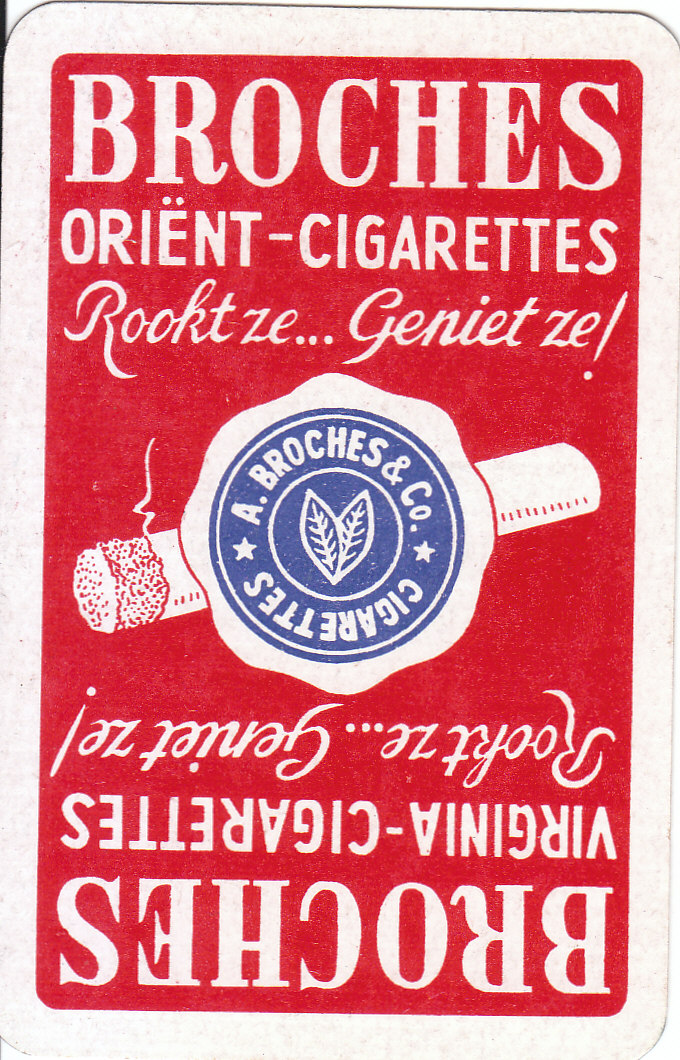 BROCHES
ORIËNT-CIGARETTES
Rookt ze... Geniet ze!
A. BROCHES & Co.
★ CIGARETTES ★
Rookt ze... Geniet ze!
VIRGINIA-CIGARETTES
BROCHES